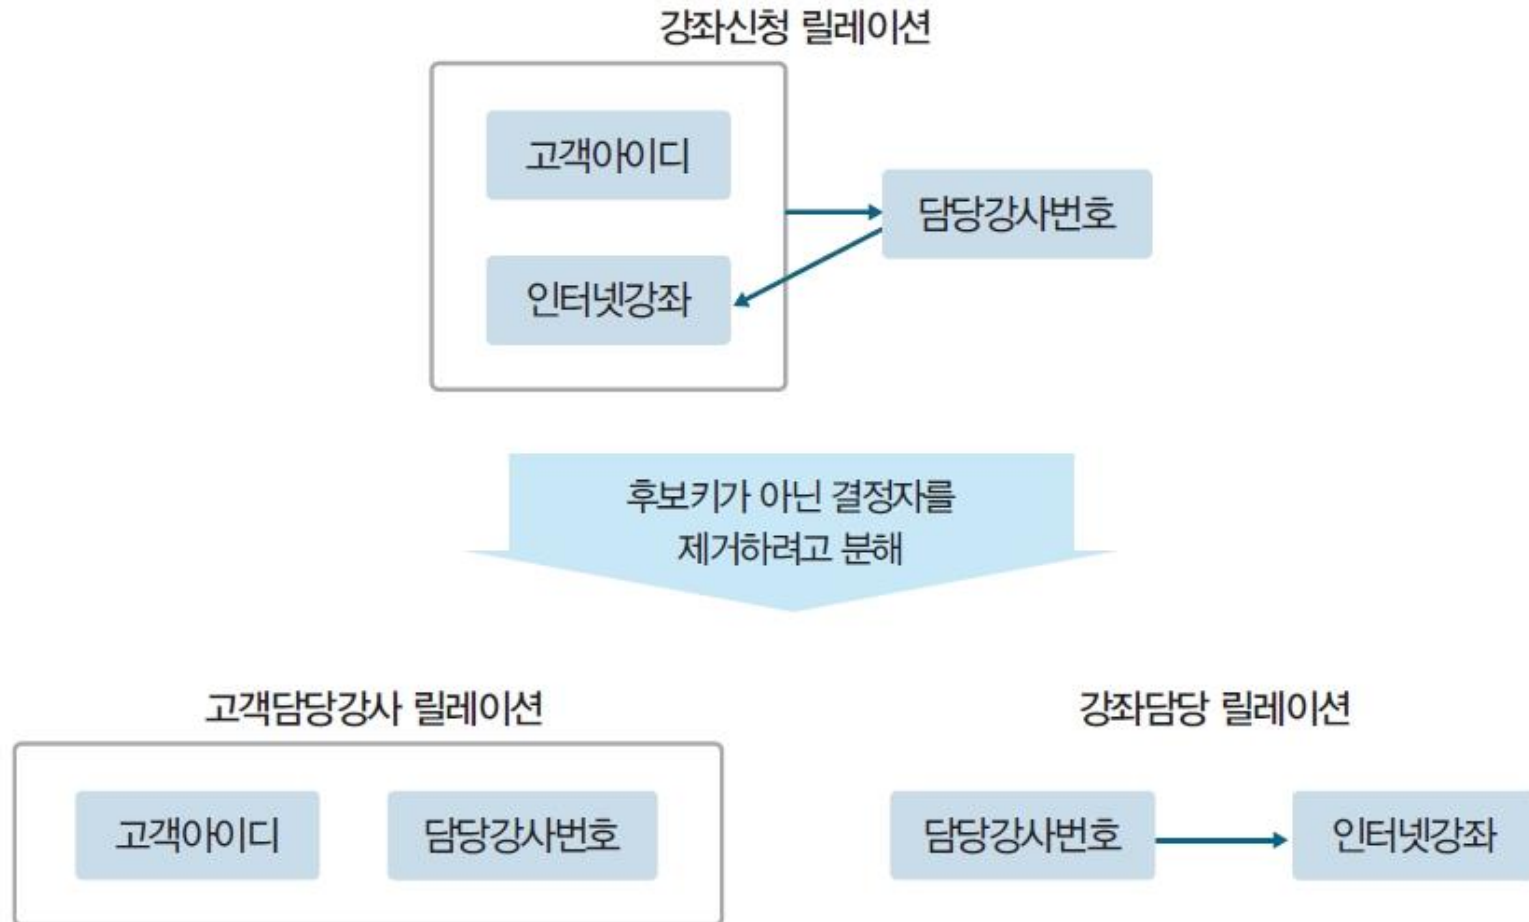 강좌신청 릴레이션
고객아이디
담당강사번호
인터넷강좌
후보키가 아닌 결정자를
제거하려고 분해
고객담당강사 릴레이션
강좌담당 릴레이션
고객아이디
담당강사번호
담당강사번호
인터넷강좌